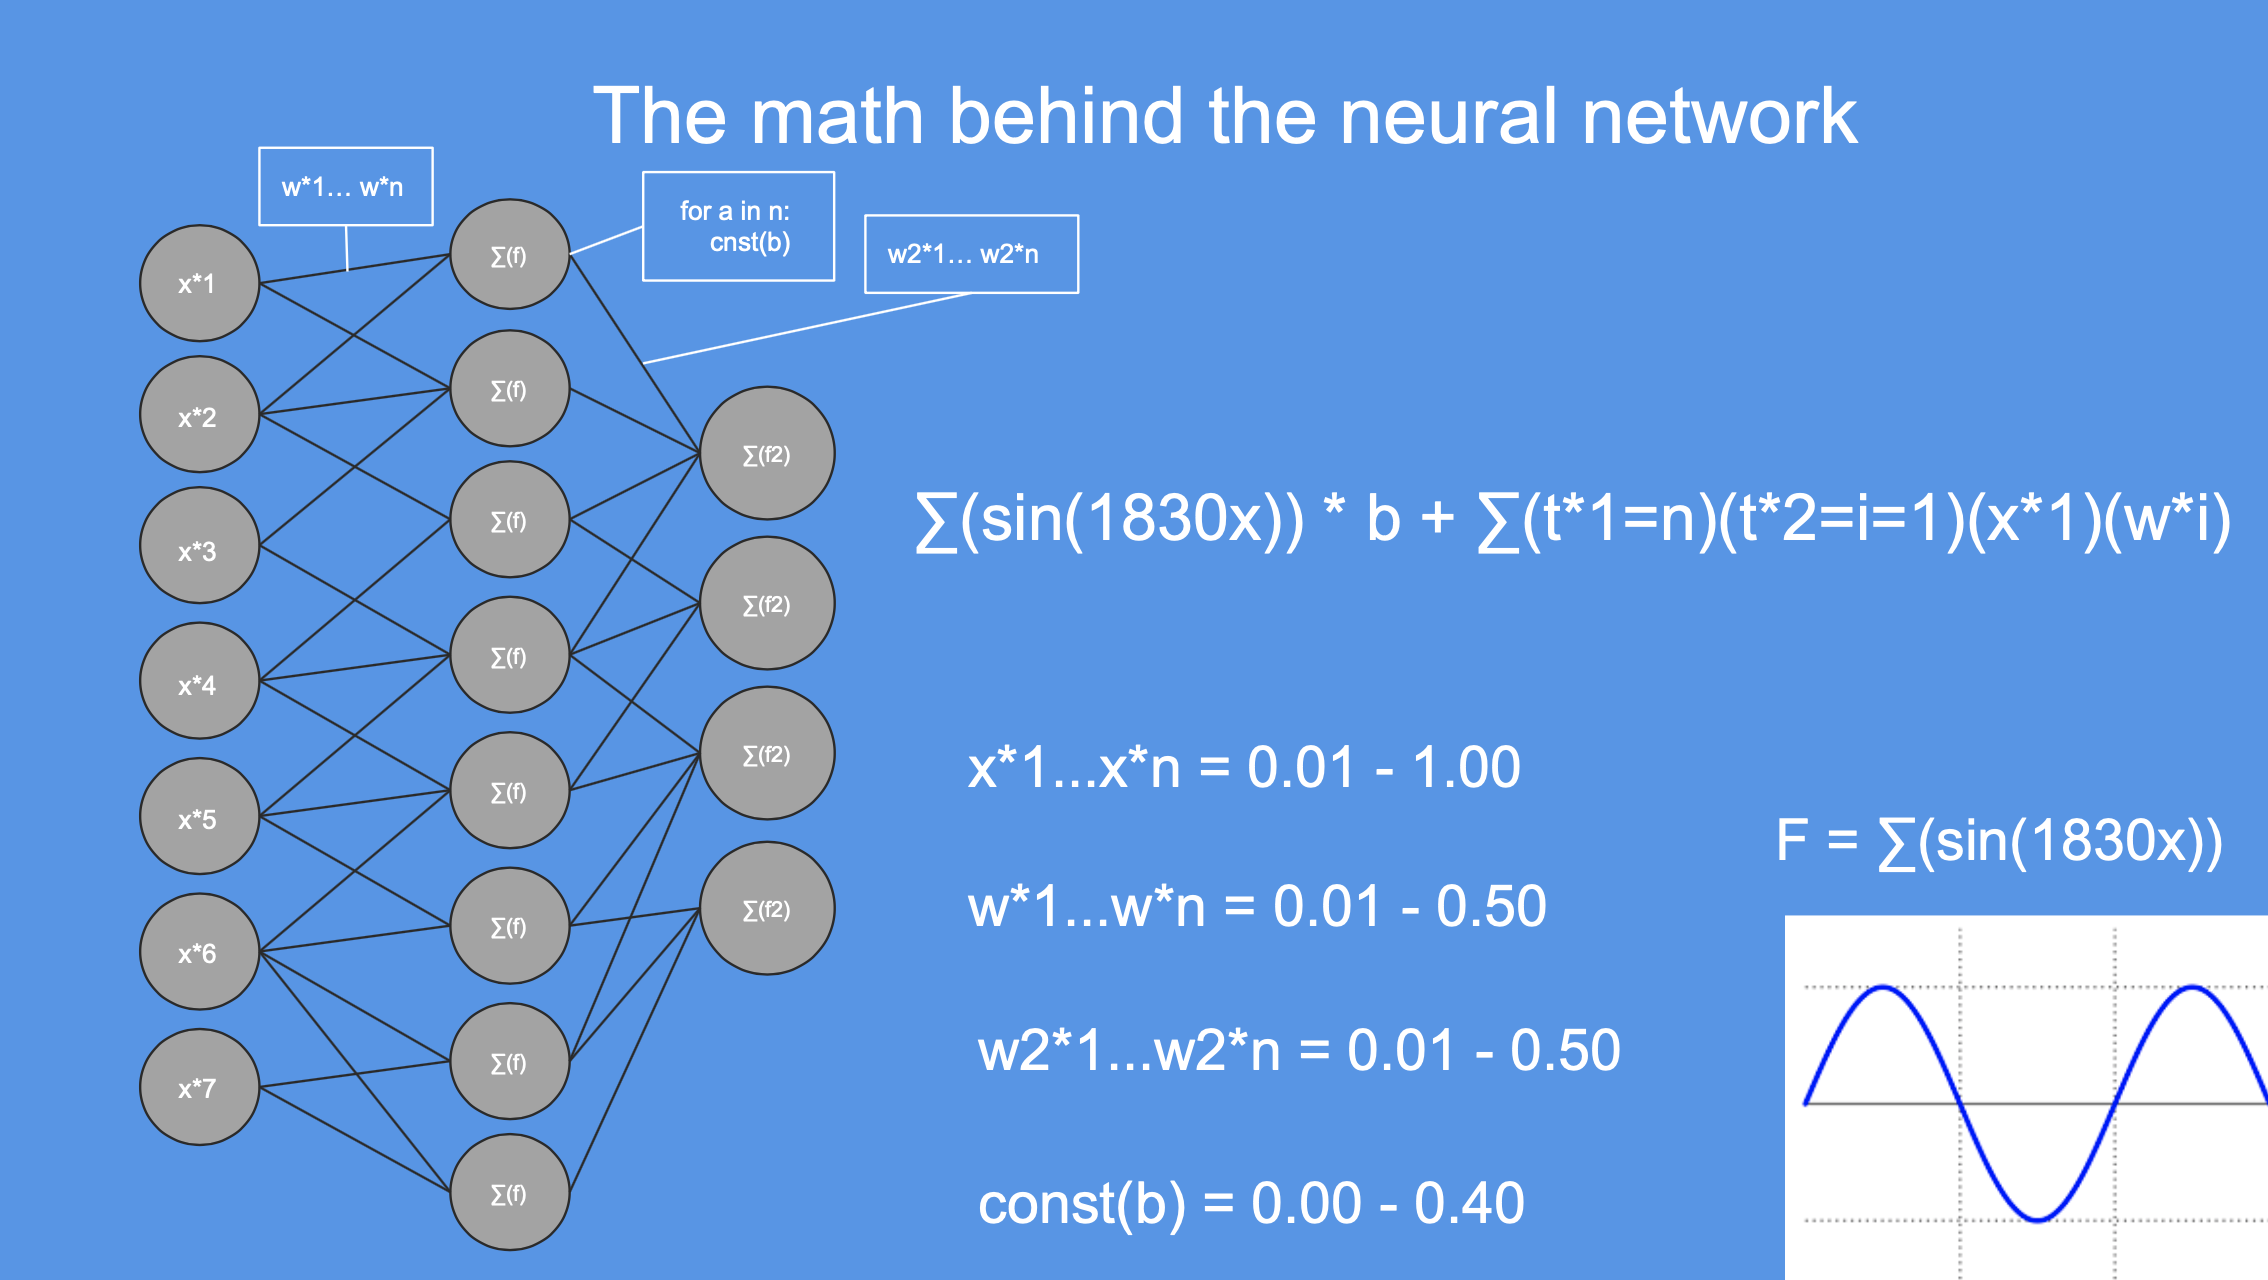 The math behind the neural network
w*1... w*n
for a in n:
cnst(b)
w2*1... w2*n
x*1
x*2
x*3
x*4
x*5
x*6
x*7
∑(f)
∑(f)
∑(f)
∑(f)
∑(f)
∑(f)
∑(f)
∑(f)
∑(f2)
∑(f2)
∑(f2)
∑(f2)
∑(sin(1830x)) * b + ∑(t*1=n)(t*2=i=1)(x*1)(w*i)
x*1...x*n = 0.01 - 1.00
w*1...w*n = 0.01 - 0.50
w2*1...w2*n = 0.01 - 0.50
const(b) = 0.00 - 0.40
F = ∑(sin(1830x))